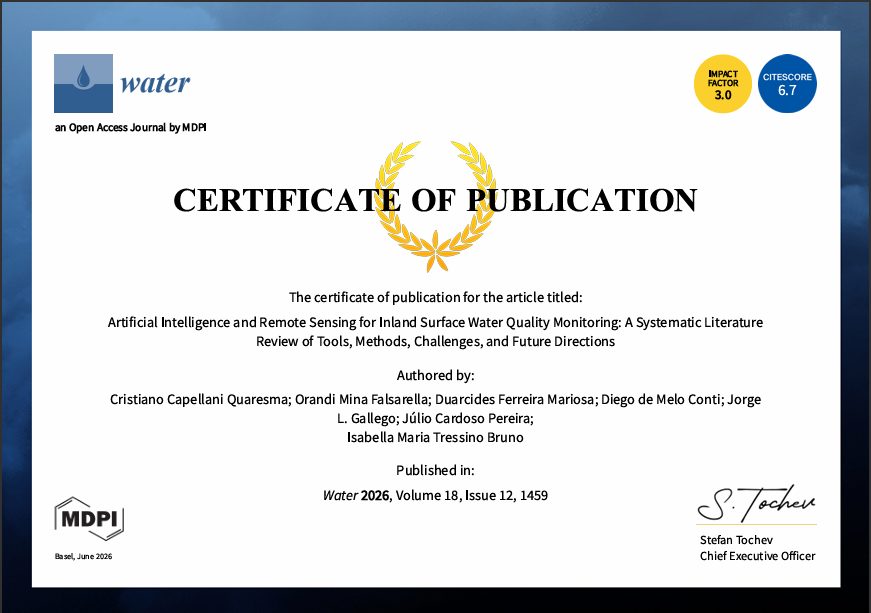 water
an Open Access Journal by MDPI
IMPACT
FACTOR
3.0
CITESCORE
6.7
CERTIFICATE OF PUBLICATION
The certificate of publication for the article titled:
Artificial Intelligence and Remote Sensing for Inland Surface Water Quality Monitoring: A Systematic Literature
Review of Tools, Methods, Challenges, and Future Directions
Authored by:
Cristiano Capellani Quaresma; Orandi Mina Falsarella; Duarcides Ferreira Mariosa; Diego de Melo Conti; Jorge
L. Gallego; Júlio Cardoso Pereira;
Isabella Maria Tressino Bruno
Published in:
Water 2026, Volume 18, Issue 12, 1459
MDPI
Basel, June 2026
S. Tochev
Stefan Tochev
Chief Executive Officer